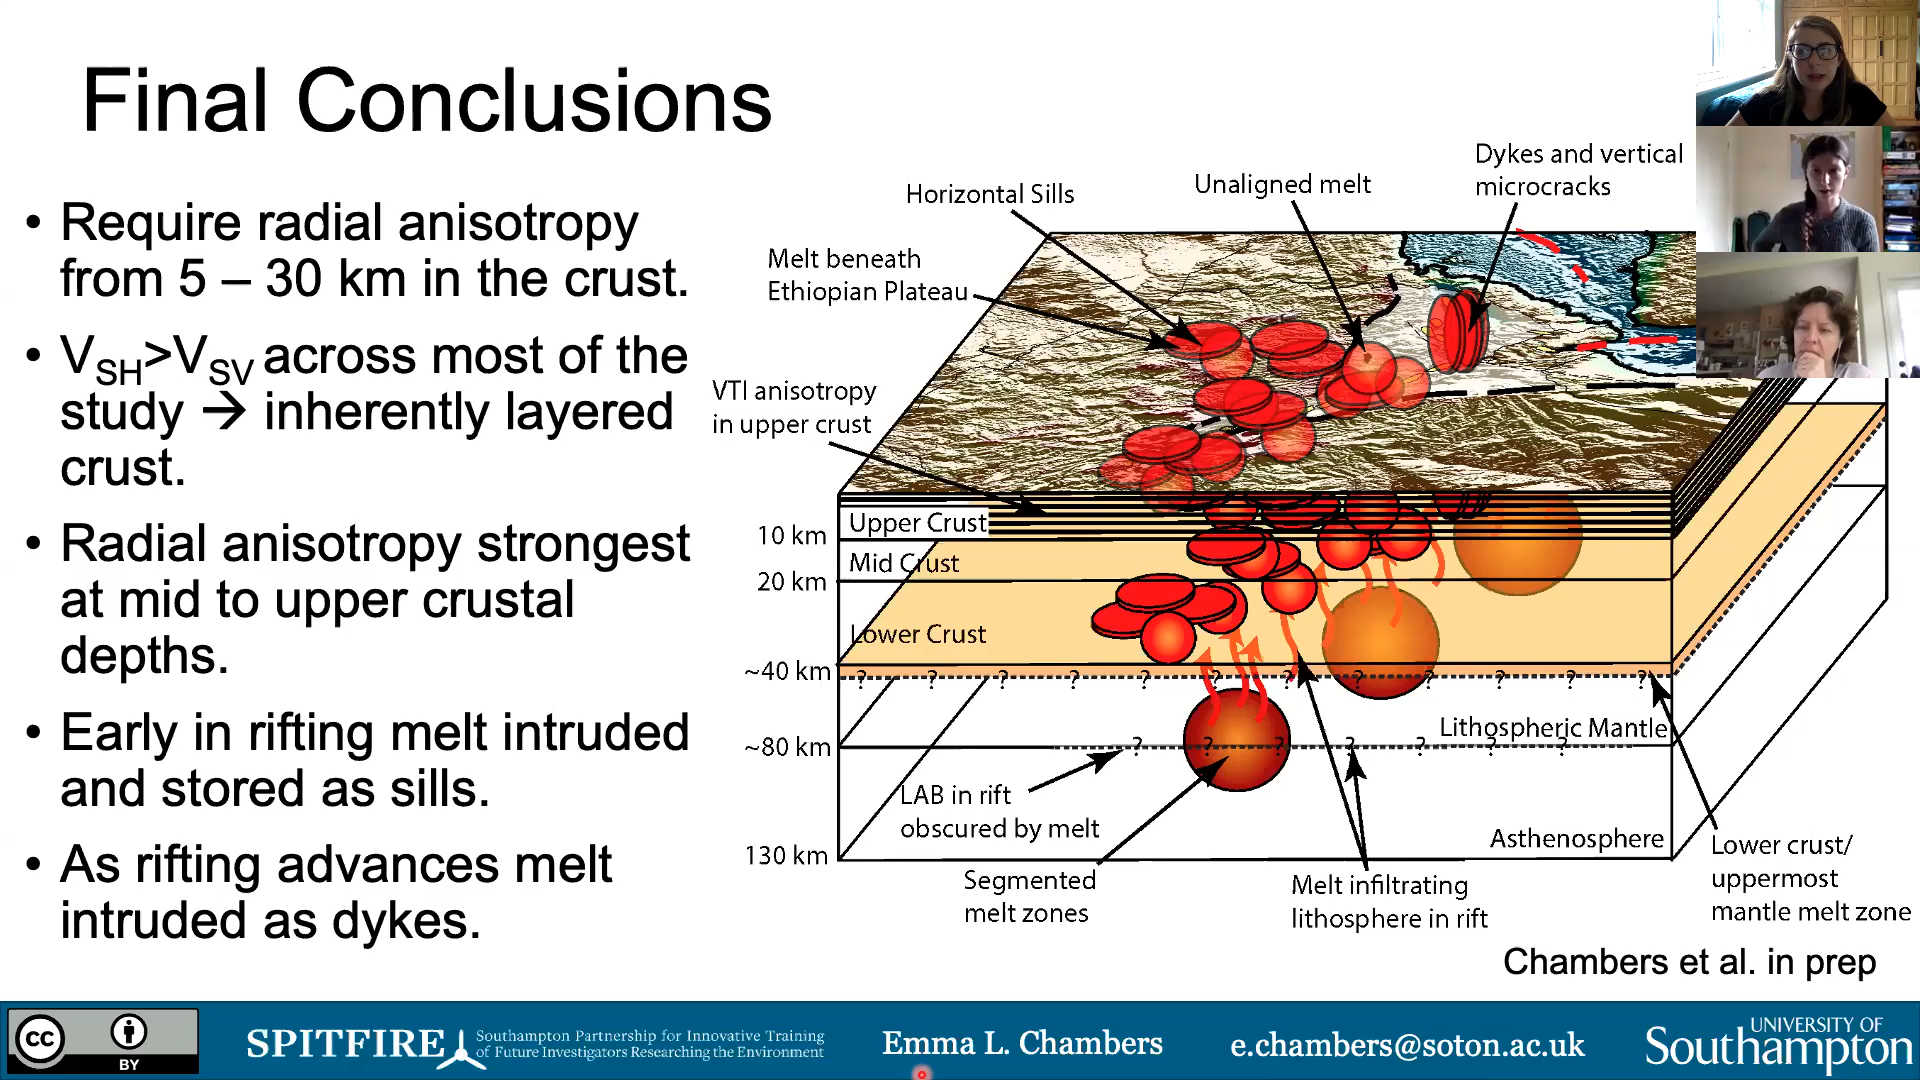 Final Conclusions
• Require radial anisotropy
from 5 – 30 km in the crust.
• VSH>VSV across most of the
study → inherently layered
crust.
• Radial anisotropy strongest
at mid to upper crustal
depths.
• Early in rifting melt intruded
and stored as sills.
• As rifting advances melt
intruded as dykes.
Horizontal Sills
Unaligned melt
Dykes and vertical
microcracks
Melt beneath
Ethiopian Plateau
VTI anisotropy
in upper crust
Upper Crust
10 km
Mid Crust
20 km
Lower Crust
~40 km
? ? ? ? ? ? ? ? ? ? ? ?
Lithospheric Mantle
~80 km
? ? ? ? ? ? ?
LAB in rift
obscured by melt
Asthenosphere
130 km
Segmented
melt zones
Melt infiltrating
lithosphere in rift
Lower crust/
uppermost
mantle melt zone
Chambers et al. in prep
CC
BY
SPITFIRE
Southampton Partnership for Innovative Training
of Future Investigators Researching the Environment
Emma L. Chambers
e.chambers@soton.ac.uk
UNIVERSITY OF
Southampton